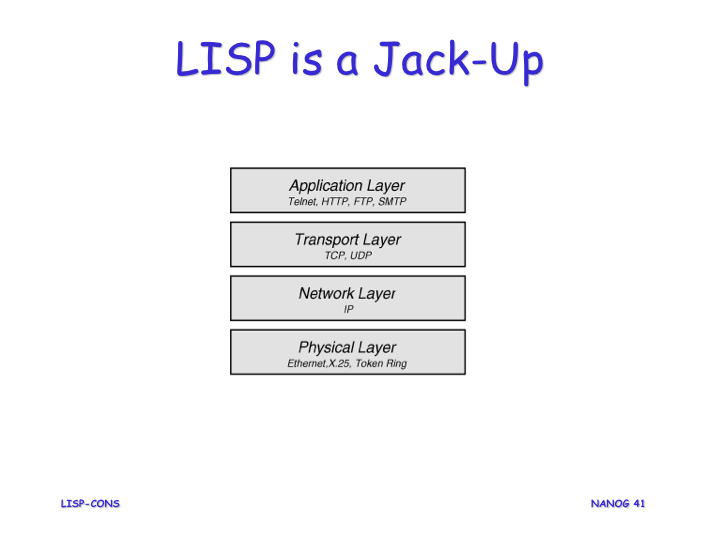 LISP is a Jack-Up
Application Layer
Telnet, HTTP, FTP, SMTP
Transport Layer
TCP, UDP
Network Layer
IP
Physical Layer
Ethernet,X.25, Token Ring
LISP-CONS
NANOG 41